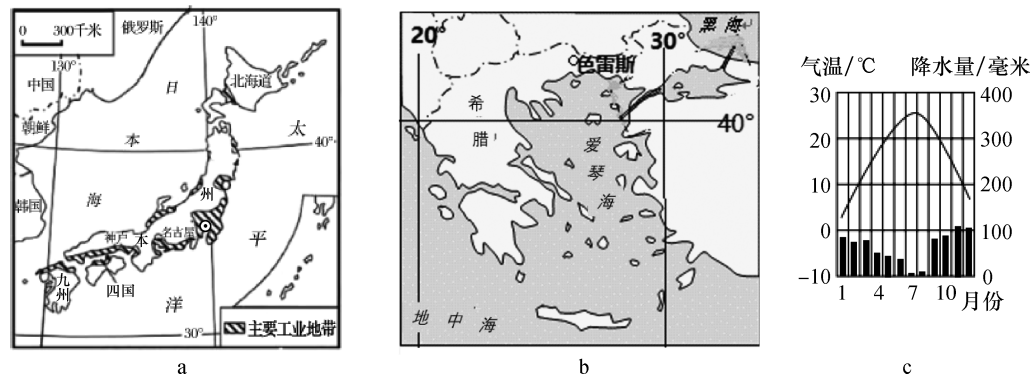 0 300千米
俄罗斯
140°
130°
中国
日
北海道
朝鲜
本
太
40°
韩国
海
州
神户
本
名古屋
平
九州
四国
洋
30°
主要工业地带
a
20°
30°
黑海
色雷斯
希腊
爱琴海
40°
地中海
b
气温/℃ 降水量/毫米
30 400
20 300
10 200
0 100
-10 0
1 4 7 10 月份
c